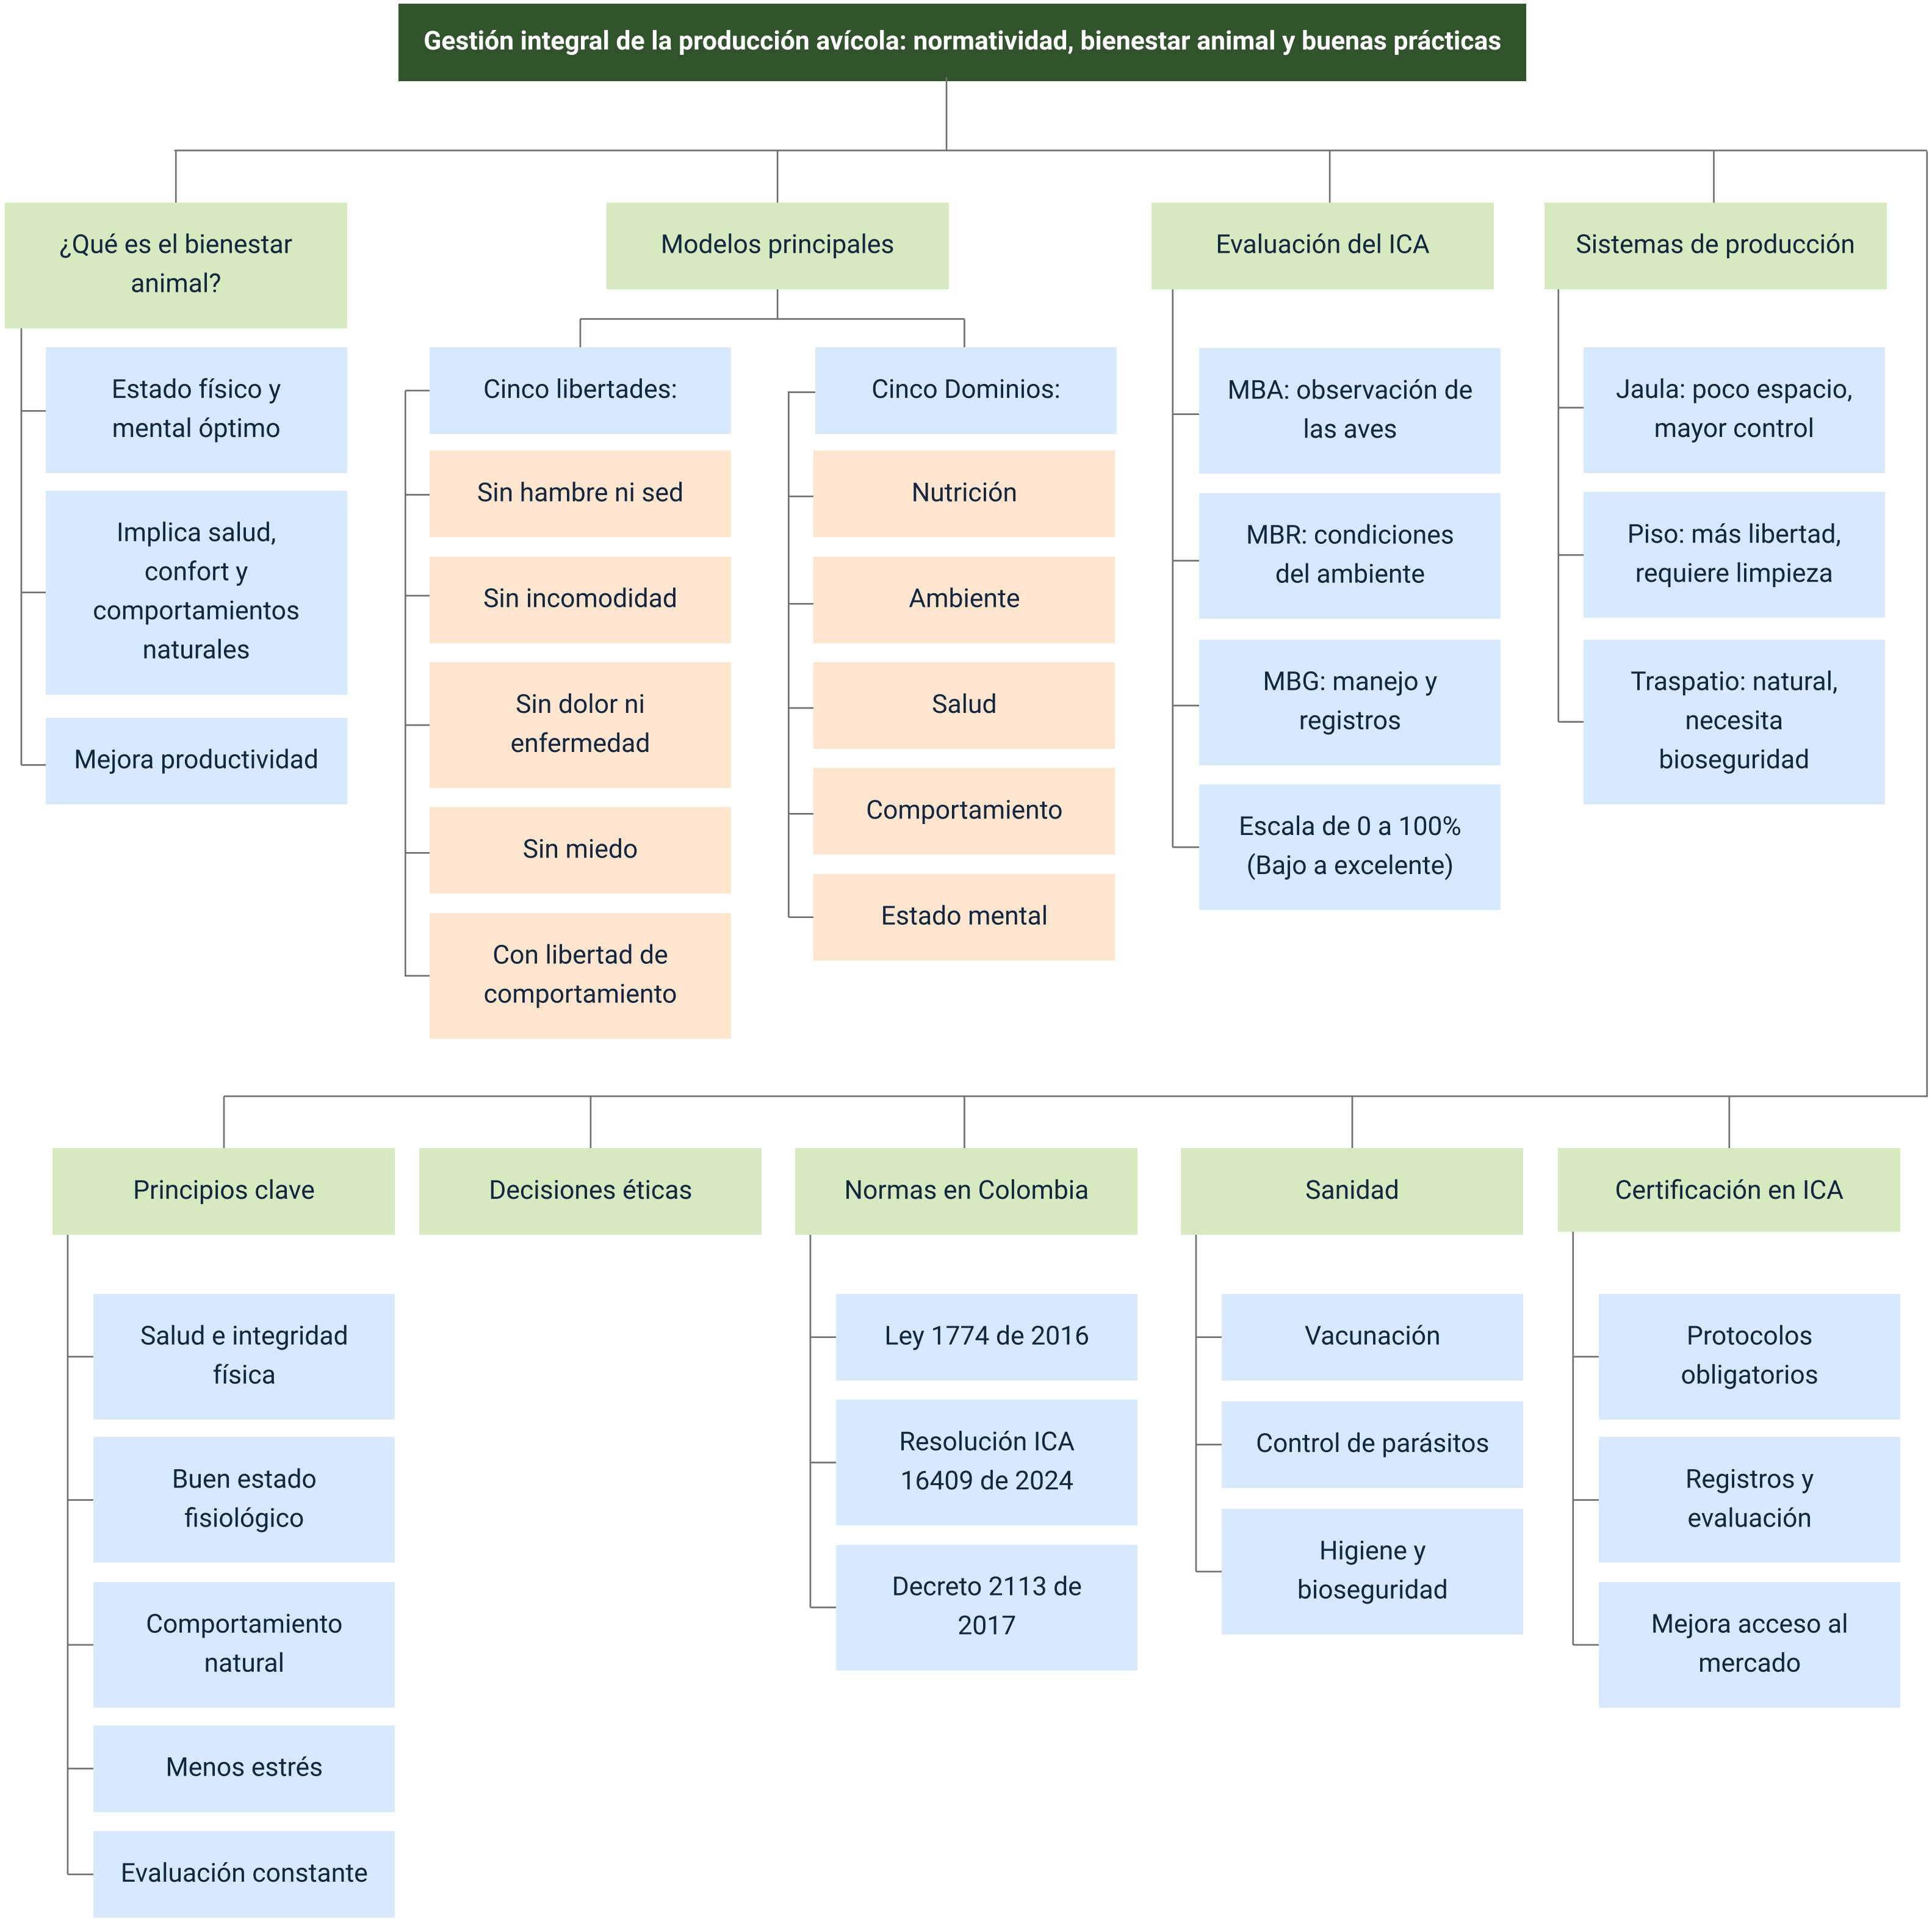 Gestión integral de la producción avícola: normatividad, bienestar animal y buenas prácticas
¿Qué es el bienestar
animal?
Estado físico y
mental óptimo
Implica salud,
confort y
comportamientos
naturales
Mejora productividad
Modelos principales
Cinco libertades:
Sin hambre ni sed
Sin incomodidad
Sin dolor ni
enfermedad
Sin miedo
Con libertad de
comportamiento
Cinco Dominios:
Nutrición
Ambiente
Salud
Comportamiento
Estado mental
Evaluación del ICA
MBA: observación de
las aves
MBR: condiciones
del ambiente
MBG: manejo y
registros
Escala de 0 a 100%
(Bajo a excelente)
Sistemas de producción
Jaula: poco espacio,
mayor control
Piso: más libertad,
requiere limpieza
Traspatio: natural,
necesita
bioseguridad
Principios clave
Salud e integridad
física
Buen estado
fisiológico
Comportamiento
natural
Menos estrés
Evaluación constante
Decisiones éticas
Normas en Colombia
Ley 1774 de 2016
Resolución ICA
16409 de 2024
Decreto 2113 de
2017
Sanidad
Vacunación
Control de parásitos
Higiene y
bioseguridad
Certificación en ICA
Protocolos
obligatorios
Registros y
evaluación
Mejora acceso al
mercado